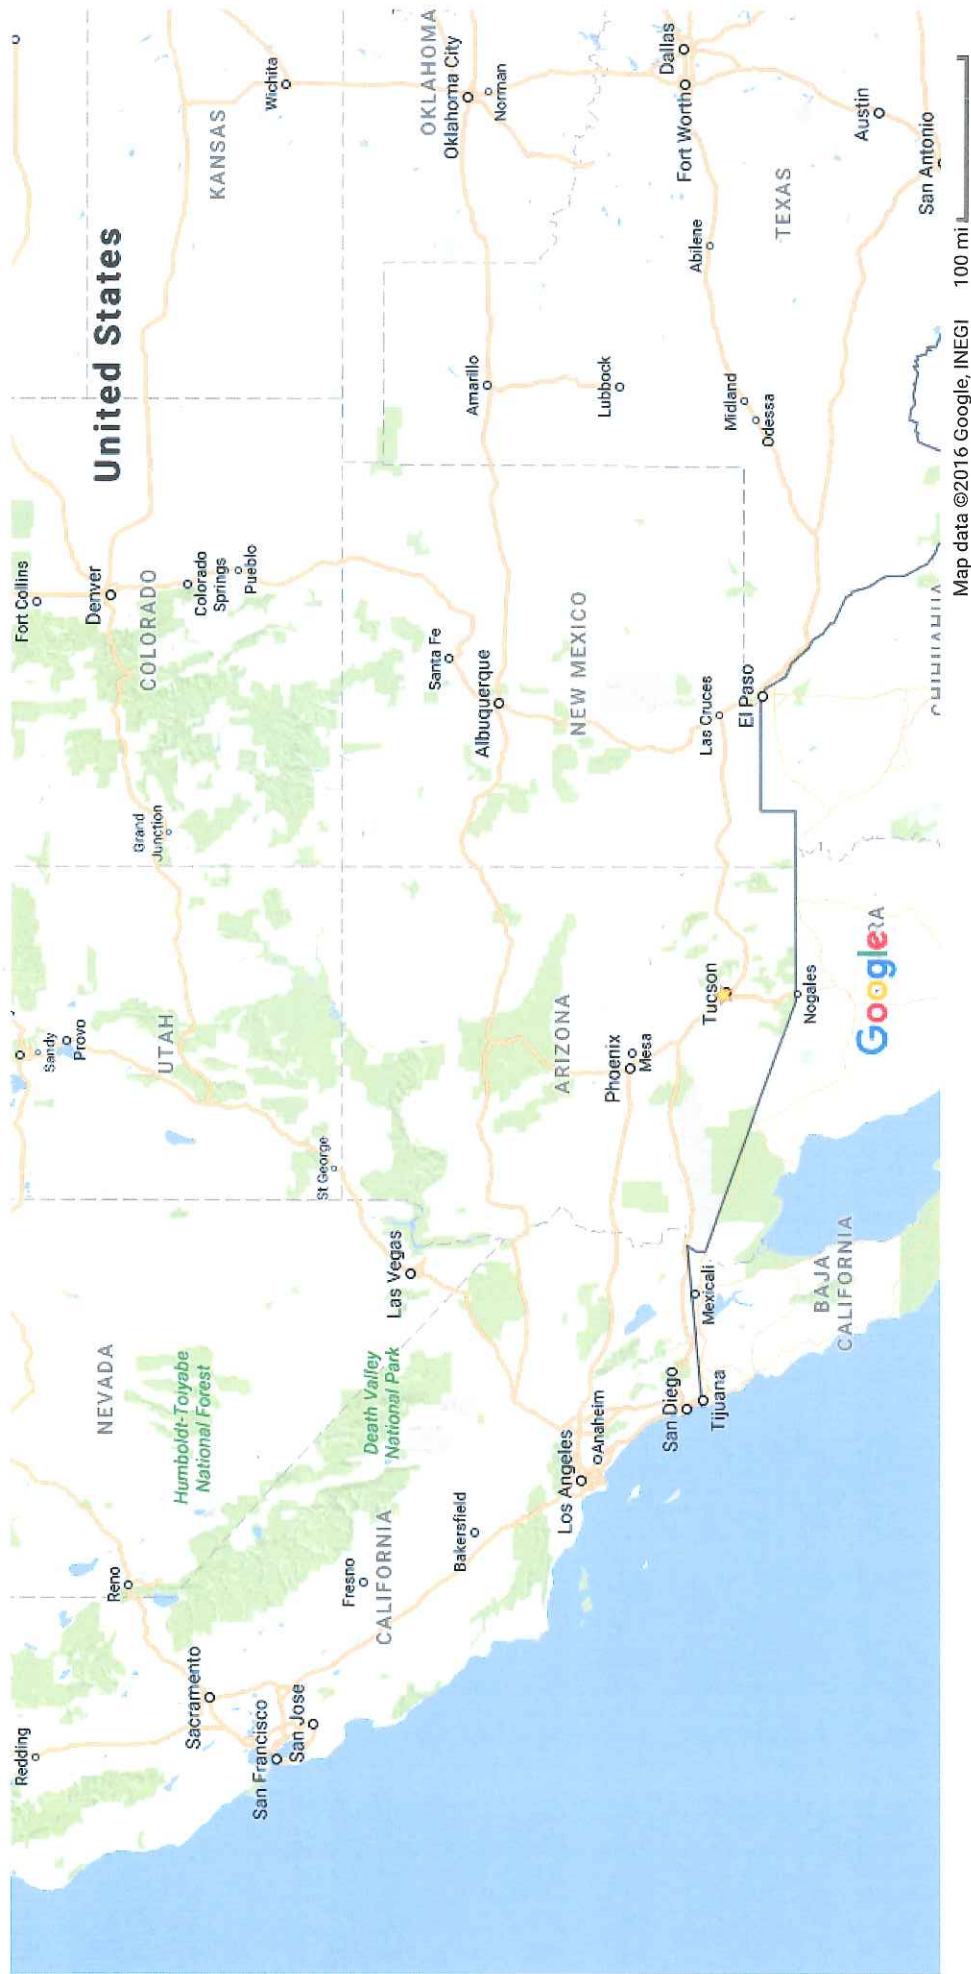 Redding
Reno
Sacramento
San Francisco
San Jose
Fresno
CALIFORNIA
Bakersfield
Los Angeles
Anaheim
San Diego
Tijuana
Mexicali
BAJA
CALIFORNIA
NEVADA
Humboldt-Toiyabe
National Forest
Death Valley
National Park
Las Vegas
St George
Sandy
Provo
UTAH
ARIZONA
Phoenix
Mesa
Tucson
Nogales
Google
RA
Grand
Junction
Fort Collins
Denver
COLORADO
Colorado
Springs
Pueblo
Santa Fe
Albuquerque
NEW MEXICO
Las Cruces
El Paso
United States
KANSAS
Wichita
OKLAHOMA
Oklahoma City
Norman
Amarillo
Lubbock
Midland
Odessa
Abilene
Fort Worth
Dallas
TEXAS
Austin
San Antonio
Map data ©2016 Google, INEGI
100 mi